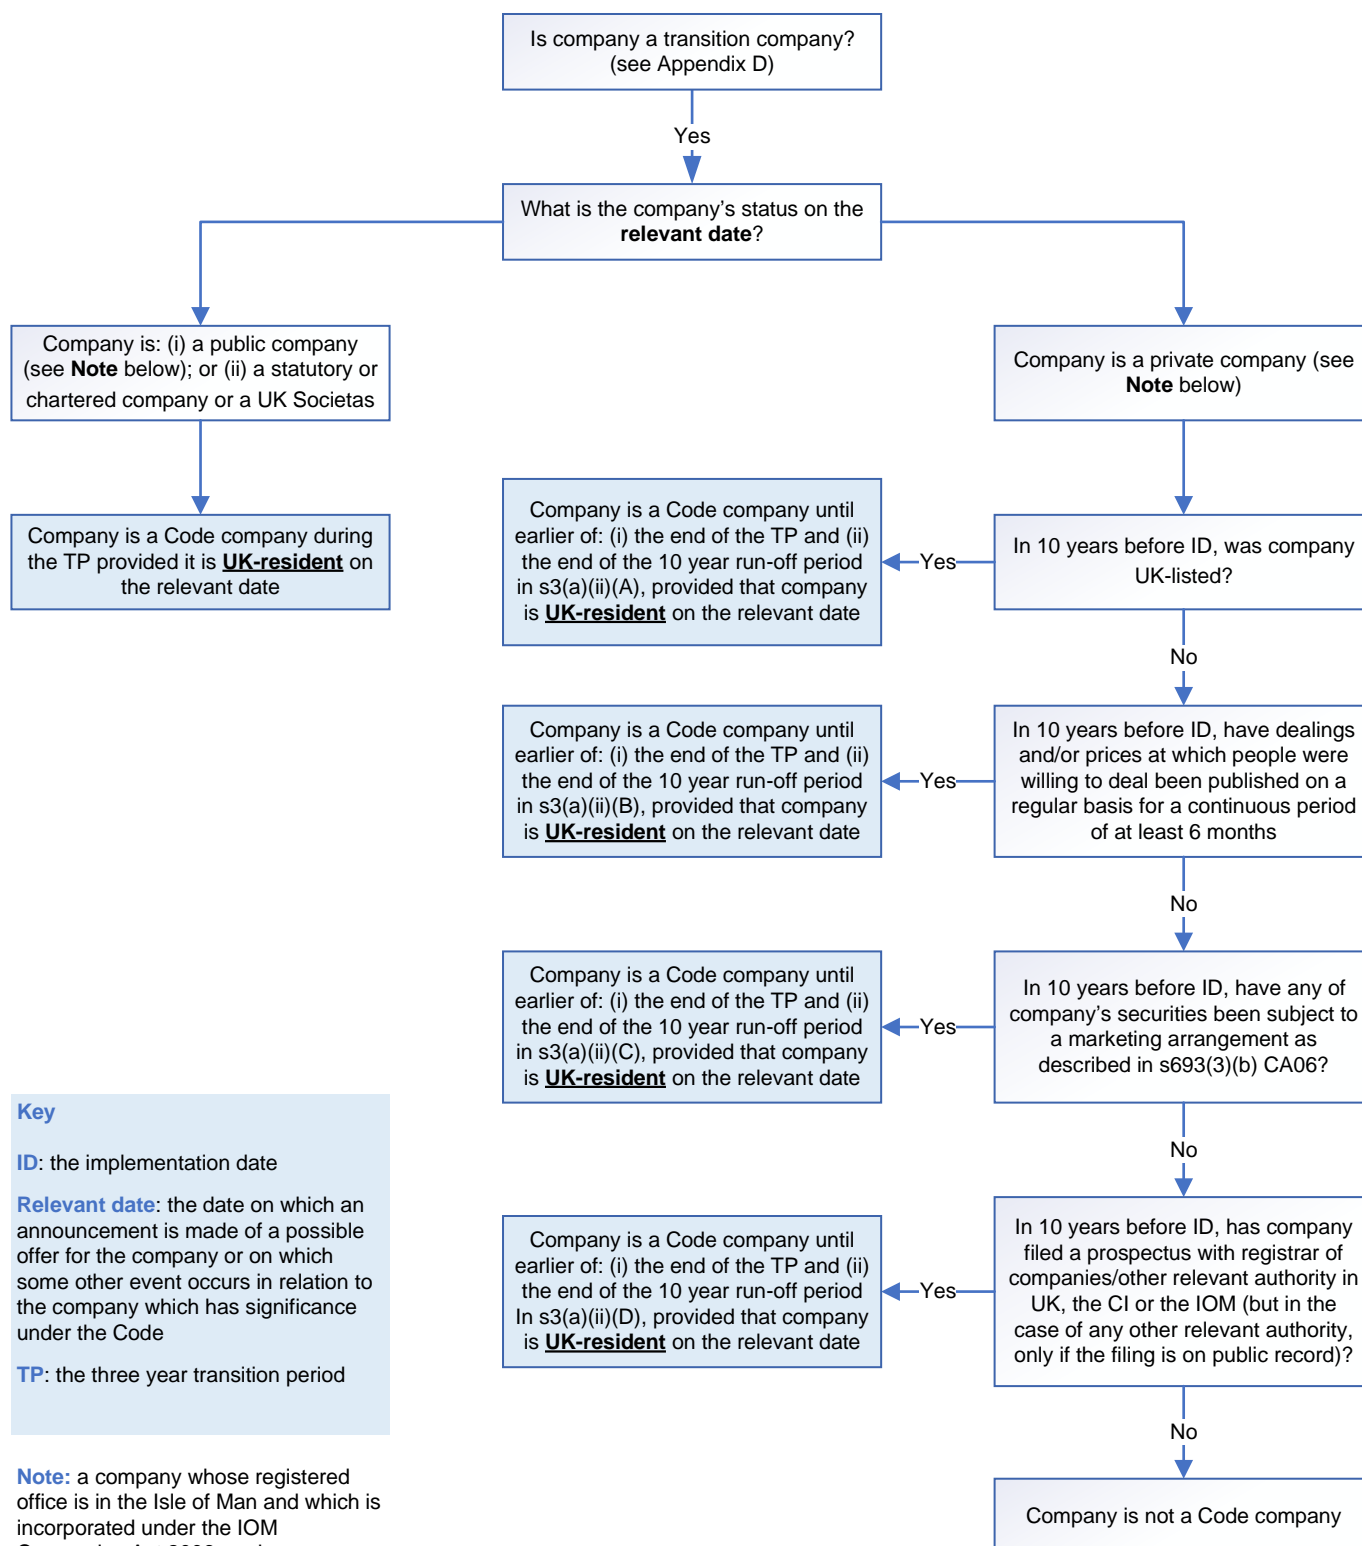 Is company a transition company?
(see Appendix D)
Yes
What is the company’s status on the
relevant date?
Company is: (i) a public company
(see Note below); or (ii) a statutory or
chartered company or a UK Societas
Company is a private company (see
Note below)
Company is a Code company during
the TP provided it is UK-resident on
the relevant date
Company is a Code company until
earlier of: (i) the end of the TP and (ii)
the end of the 10 year run-off period
in s3(a)(ii)(A), provided that company
is UK-resident on the relevant date
Yes
In 10 years before ID, was company
UK-listed?
No
Company is a Code company until
earlier of: (i) the end of the TP and (ii)
the end of the 10 year run-off period
in s3(a)(ii)(B), provided that company
is UK-resident on the relevant date
Yes
In 10 years before ID, have dealings
and/or prices at which people were
willing to deal been published on a
regular basis for a continuous period
of at least 6 months
No
Company is a Code company until
earlier of: (i) the end of the TP and (ii)
the end of the 10 year run-off period
in s3(a)(ii)(C), provided that company
is UK-resident on the relevant date
Yes
In 10 years before ID, have any of
company’s securities been subject to
a marketing arrangement as
described in s693(3)(b) CA06?
No
Company is a Code company until
earlier of: (i) the end of the TP and (ii)
the end of the 10 year run-off period
In s3(a)(ii)(D), provided that company
is UK-resident on the relevant date
Yes
In 10 years before ID, has company
filed a prospectus with registrar of
companies/other relevant authority in
UK, the CI or the IOM (but in the
case of any other relevant authority,
only if the filing is on public record)?
No
Company is not a Code company
Key
ID: the implementation date
Relevant date: the date on which an
announcement is made of a possible
offer for the company or on which
some other event occurs in relation to
the company which has significance
under the Code
TP: the three year transition period
Note: a company whose registered
office is in the Isle of Man and which is
incorporated under the IOM